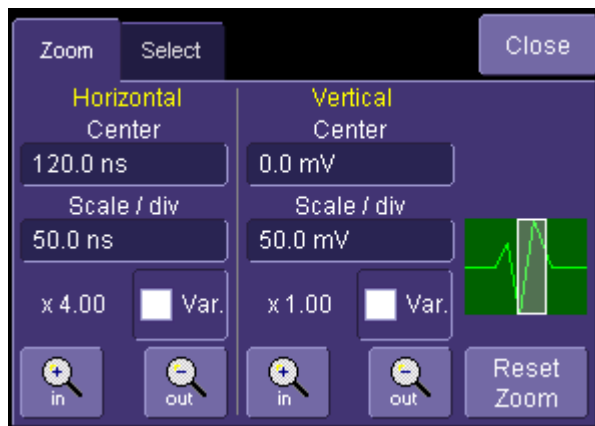 Zoom Select Close
Horizontal Vertical
Center Center
120.0 ns 0.0 mV
Scale / div Scale / div
50.0 ns 50.0 mV
x 4.00 Var. x 1.00 Var.
in out in out Reset Zoom